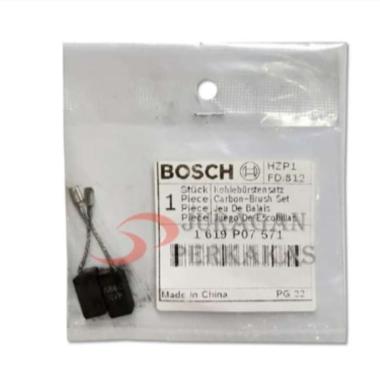 BOSCH
HZP1
FD.812
1
Stück Kohlebürstensatz
Piece Carbon-Brush Set
Pièce Jeu De Balais
Pieza Juego De Escobillas
1 619 P07 571
JURAGAN
PERKAKAS
Made in China
PG 22